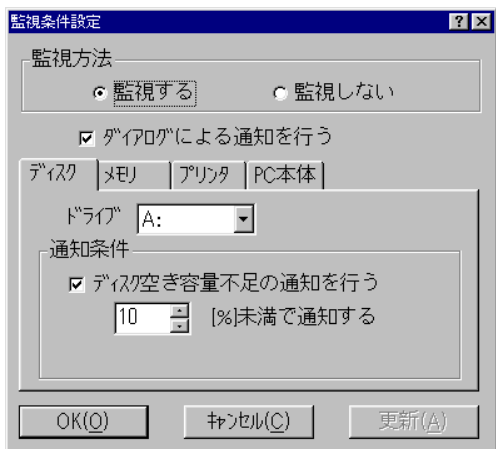 監視条件設定
監視方法
監視する 監視しない
ダイアログによる通知を行う
ディスク メモリ プリンタ PC本体
ドライブ A:
通知条件
ディスク空き容量不足の通知を行う
10 [%]未満で通知する
OK(O) キャンセル(C) 更新(A)